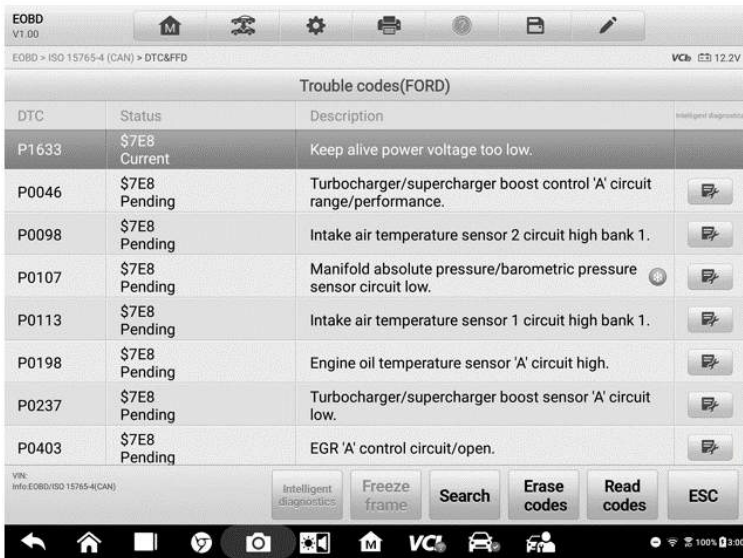 EOBD
V1.00
EOBD > ISO 15765-4 (CAN) > DTC&FFD
VCI 12.2V
Trouble codes(FORD)
DTC Status Description Intelligent diagnostics
P1633 $7E8 Current Keep alive power voltage too low.
P0046 $7E8 Pending Turbocharger/supercharger boost control 'A' circuit
range/performance.
P0098 $7E8 Pending Intake air temperature sensor 2 circuit high bank 1.
P0107 $7E8 Pending Manifold absolute pressure/barometric pressure
sensor circuit low.
P0113 $7E8 Pending Intake air temperature sensor 1 circuit high bank 1.
P0198 $7E8 Pending Engine oil temperature sensor 'A' circuit high.
P0237 $7E8 Pending Turbocharger/supercharger boost sensor 'A' circuit
low.
P0403 $7E8 Pending EGR 'A' control circuit/open.
VIN:
Info:EOBD/ISO 15765-4(CAN)
Intelligent diagnostics
Freeze frame
Search
Erase codes
Read codes
ESC
M VCI 100% 3:00